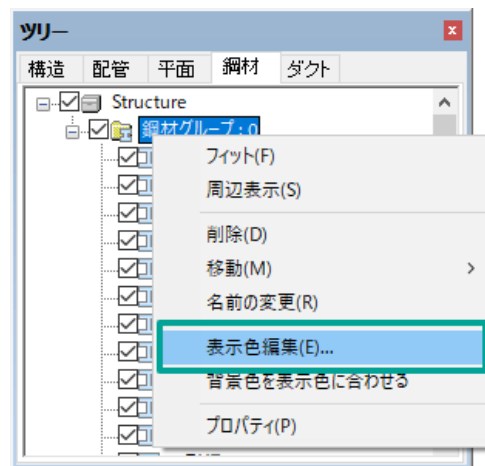 ツリー
構造 配管 平面 鋼材 ダクト
Structure
鋼材グループ : 0
フィット(F)
周辺表示(S)
削除(D)
移動(M)
名前の変更(R)
表示色編集(E)...
背景色を表示色に合わせる
プロパティ(P)